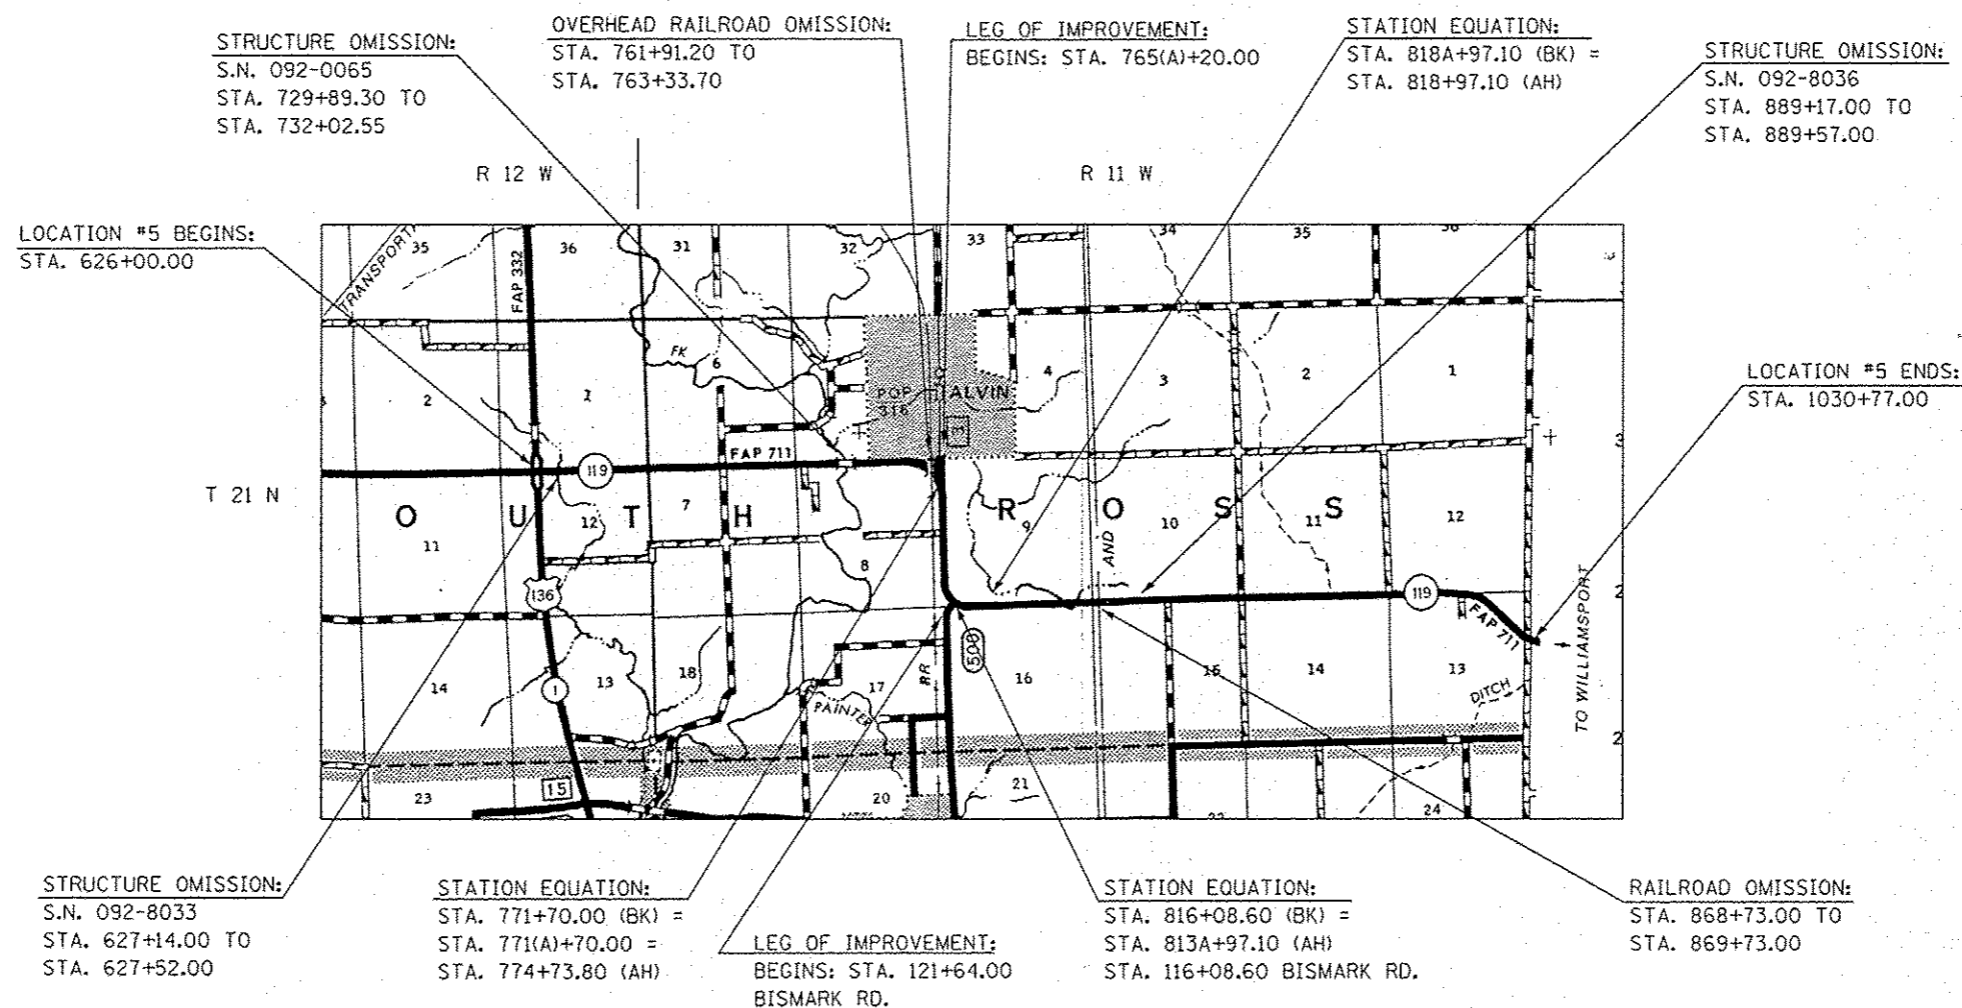 STRUCTURE OMISSION:
S.N. 092-0065
STA. 729+89.30 TO
STA. 732+02.55
OVERHEAD RAILROAD OMISSION:
STA. 761+91.20 TO
STA. 763+33.70
LEG OF IMPROVEMENT:
BEGINS: STA. 765(A)+20.00
STATION EQUATION:
STA. 818A+97.10 (BK) =
STA. 818+97.10 (AH)
STRUCTURE OMISSION:
S.N. 092-8036
STA. 889+17.00 TO
STA. 889+57.00
R 12 W
R 11 W
LOCATION #5 BEGINS:
STA. 626+00.00
LOCATION #5 ENDS:
STA. 1030+77.00
T 21 N
35
36
31
32
33
34
35
TRANSPORT
FAP 332
2
1
FK
6
POP
316
ALVIN
4
3
2
1
FAP 711
119
O U T H
R O S S
11
12
7
8
9
10
11
12
AND
136
119
FAP 711
TO WILLIAMSPORT
14
13
18
17
RR
508
16
15
14
13
1
PAINTER
DITCH
15
23
20
21
22
24
STRUCTURE OMISSION:
S.N. 092-8033
STA. 627+14.00 TO
STA. 627+52.00
STATION EQUATION:
STA. 771+70.00 (BK) =
STA. 771(A)+70.00 =
STA. 774+73.80 (AH)
LEG OF IMPROVEMENT:
BEGINS: STA. 121+64.00
BISMARK RD.
STATION EQUATION:
STA. 816+08.60 (BK) =
STA. 813A+97.10 (AH)
STA. 116+08.60 BISMARK RD.
RAILROAD OMISSION:
STA. 868+73.00 TO
STA. 869+73.00